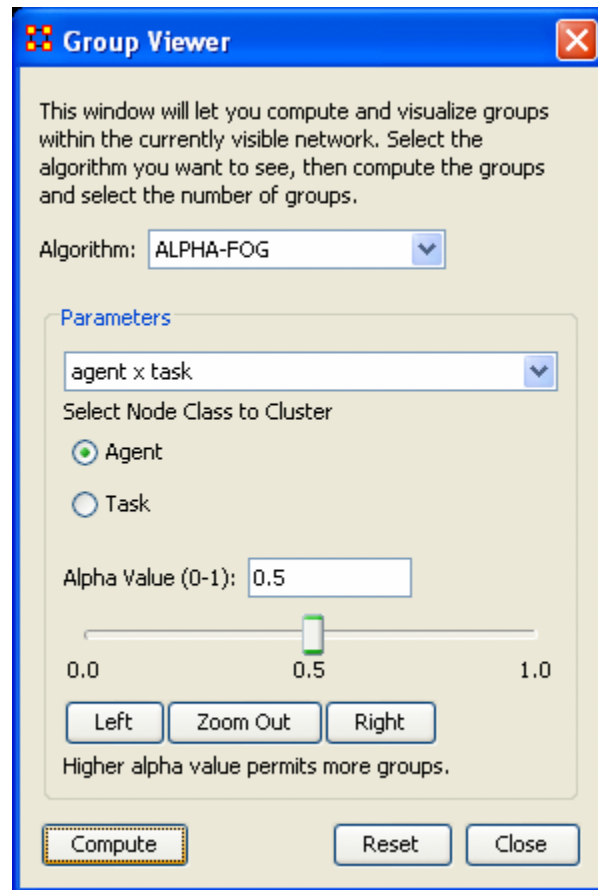 Group Viewer
This window will let you compute and visualize groups
within the currently visible network. Select the
algorithm you want to see, then compute the groups
and select the number of groups.
Algorithm: ALPHA-FOG
Parameters
agent x task
Select Node Class to Cluster
Agent
Task
Alpha Value (0-1): 0.5
0.0 0.5 1.0
Left Zoom Out Right
Higher alpha value permits more groups.
Compute Reset Close